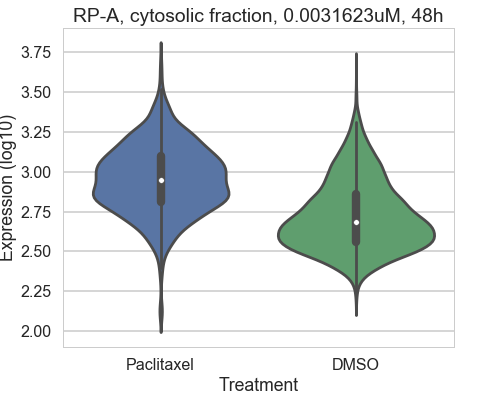 RP-A, cytosolic fraction, 0.0031623uM, 48h
Expression (log10)
3.75
3.50
3.25
3.00
2.75
2.50
2.25
2.00
Paclitaxel
DMSO
Treatment